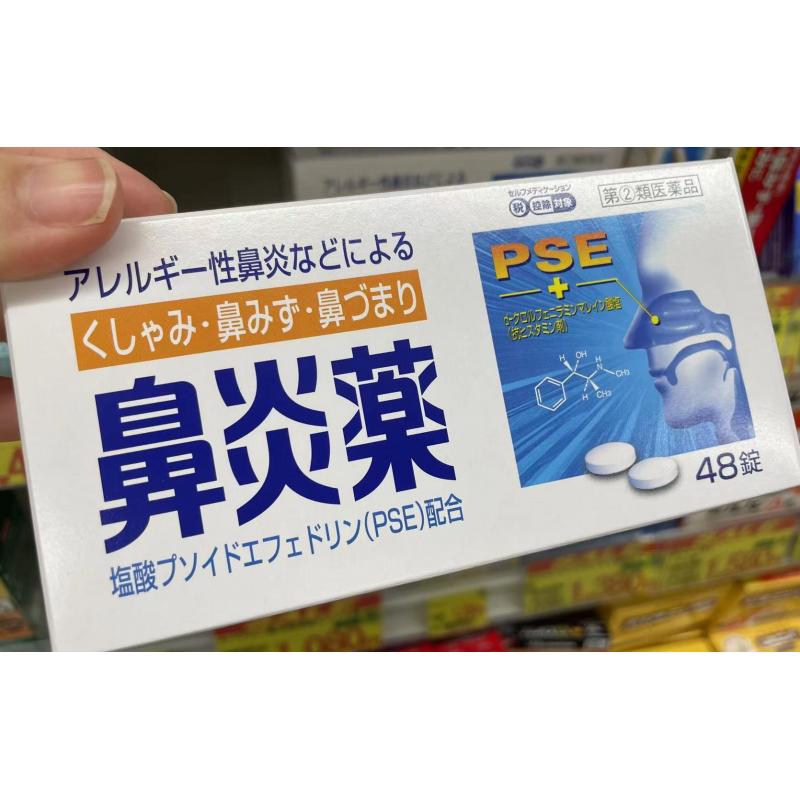 セルフメディケーション
税 控除 対象
指②類医薬品
アレルギー性鼻炎などによる
くしゃみ・鼻みず・鼻づまり
鼻炎薬
塩酸プソイドエフェドリン(PSE)配合
PSE
+
d-クロルフェニラミンマレイン酸塩
(抗ヒスタミン剤)
H OH H
N
CH3
H CH3
48錠